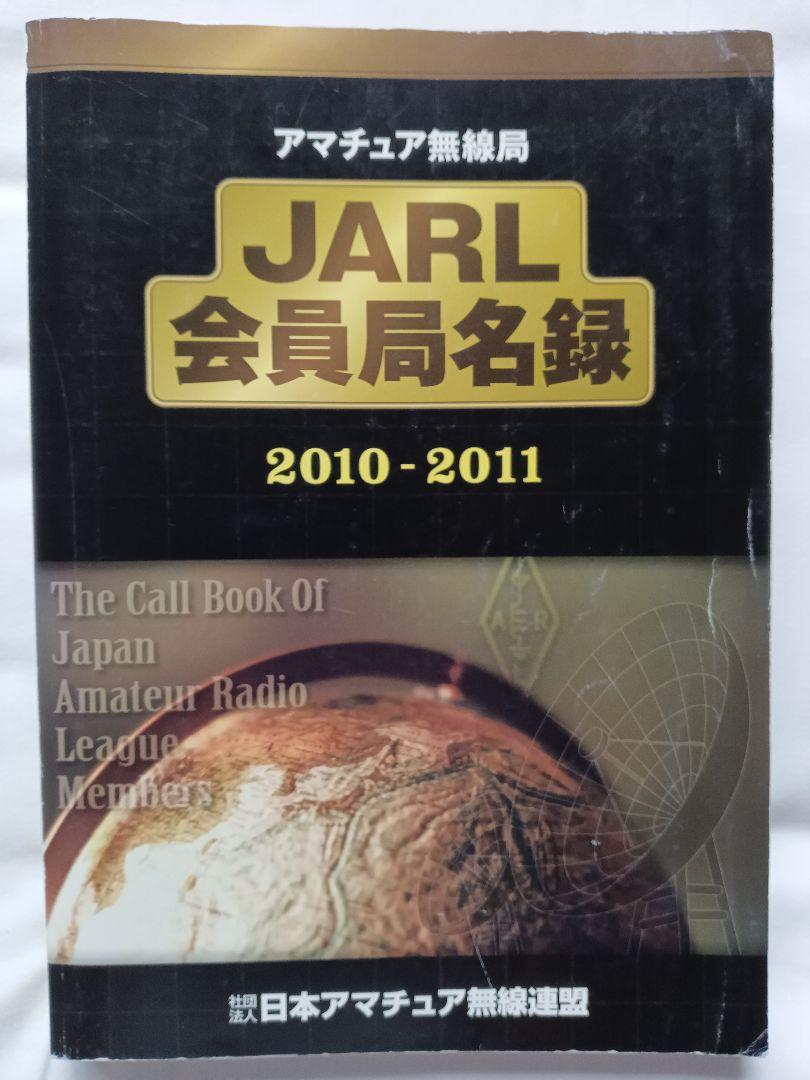 アマチュア無線局
JARL
会員局名録
2010 - 2011
The Call Book Of
Japan
Amateur Radio
League
Members
A E R
社団法人 日本アマチュア無線連盟